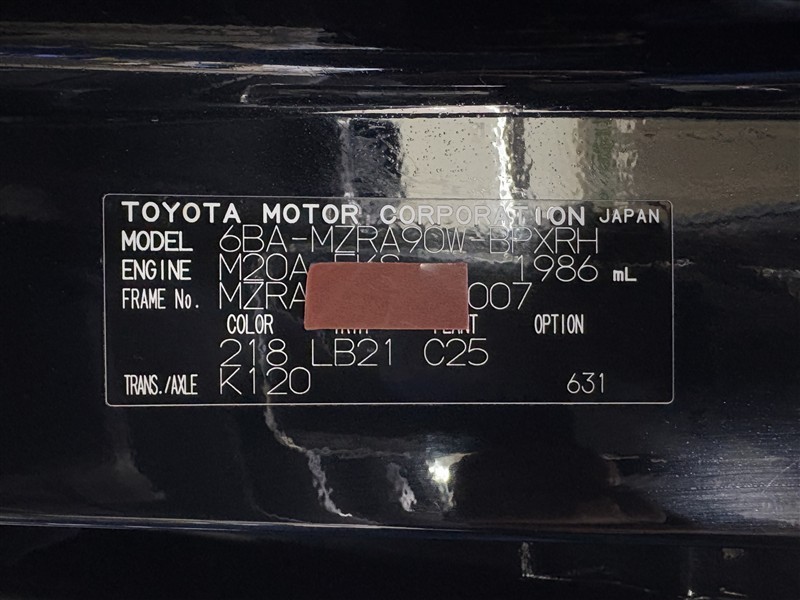 TOYOTA MOTOR CORPORATION JAPAN
MODEL 6BA-MZRA90W-BPXRH
ENGINE M20A 1986 mL
FRAME No. MZRA 007
COLOR PLANT OPTION
218 LB21 C25
TRANS./AXLE K120 631